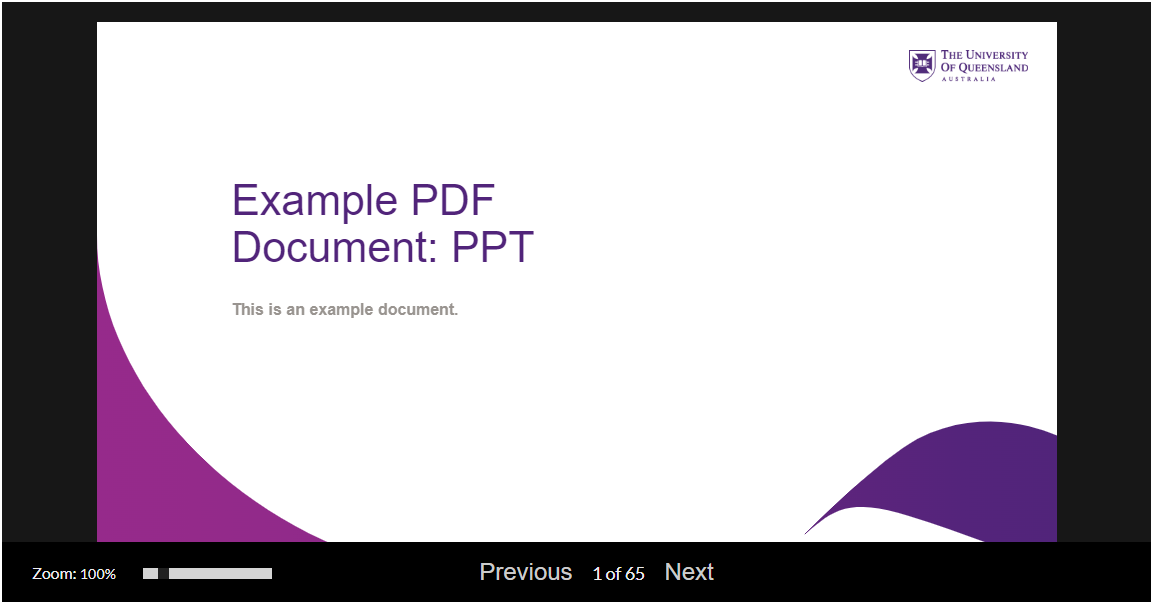 THE UNIVERSITY
OF QUEENSLAND
AUSTRALIA
Example PDF
Document: PPT
This is an example document.
Zoom: 100%
Previous 1 of 65 Next